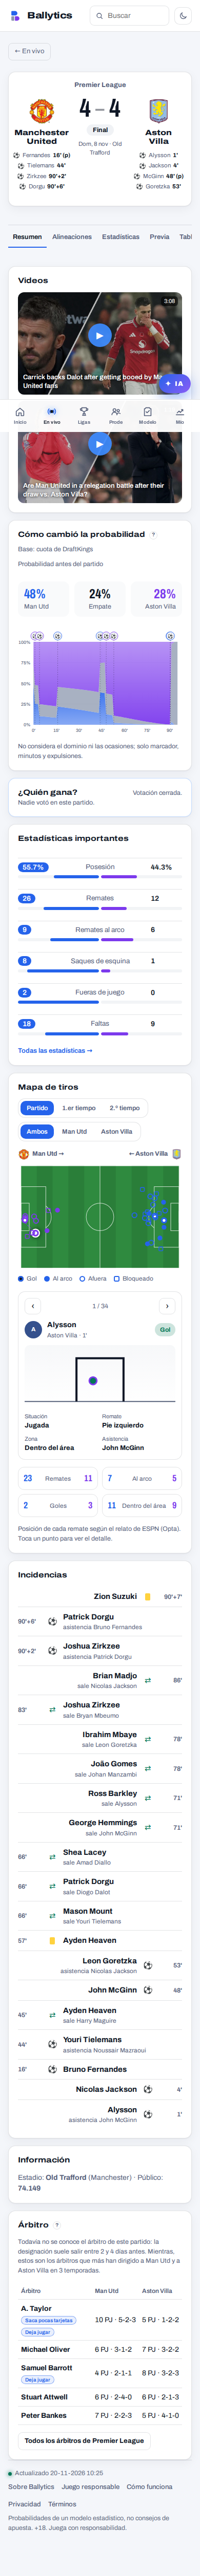 Ballytics
Buscar
← En vivo
Premier League
Manchester United
4 – 4
Final
Dom, 8 nov · Old Trafford
Aston Villa
Fernandes 16' (p)
Tielemans 44'
Zirkzee 90'+2'
Dorgu 90'+6'
Alysson 1'
Jackson 4'
McGinn 48' (p)
Goretzka 53'
Resumen Alineaciones Estadísticas Previa Tabl
Videos
3:08
Carrick backs Dalot after getting booed by Ma
United fans
✦ IA
Inicio En vivo Ligas Prode Modelo Mío
Are Man United in a relegation battle after their
draw vs. Aston Villa?
Cómo cambió la probabilidad ?
Base: cuota de DraftKings
Probabilidad antes del partido
48%
Man Utd
24%
Empate
28%
Aston Villa
100%
75%
50%
25%
0%
0' 15' 30' 45' 60' 75' 90'
No considera el dominio ni las ocasiones; solo marcador,
minutos y expulsiones.
¿Quién gana? Votación cerrada.
Nadie votó en este partido.
Estadísticas importantes
55.7% Posesión 44.3%
26 Remates 12
9 Remates al arco 6
8 Saques de esquina 1
2 Fueras de juego 0
18 Faltas 9
Todas las estadísticas →
Mapa de tiros
Partido 1.er tiempo 2.º tiempo
Ambos Man Utd Aston Villa
Man Utd → ← Aston Villa
Gol Al arco Afuera Bloqueado
‹ 1 / 34 ›
A Alysson
Aston Villa · 1'
Gol
Situación
Jugada
Remate
Pie izquierdo
Zona
Dentro del área
Asistencia
John McGinn
23 Remates 11
7 Al arco 5
2 Goles 3
11 Dentro del área 9
Posición de cada remate según el relato de ESPN (Opta).
Toca un punto para ver el detalle.
Incidencias
Zion Suzuki 90'+7'
90'+6' Patrick Dorgu
asistencia Bruno Fernandes
90'+2' Joshua Zirkzee
asistencia Patrick Dorgu
Brian Madjo 86'
sale Nicolas Jackson
83' Joshua Zirkzee
sale Bryan Mbeumo
Ibrahim Mbaye 78'
sale Leon Goretzka
João Gomes 78'
sale Johan Manzambi
Ross Barkley 71'
sale Alysson
George Hemmings 71'
sale John McGinn
66' Shea Lacey
sale Amad Diallo
66' Patrick Dorgu
sale Diogo Dalot
66' Mason Mount
sale Youri Tielemans
57' Ayden Heaven
Leon Goretzka 53'
asistencia Nicolas Jackson
John McGinn 48'
45' Ayden Heaven
sale Harry Maguire
44' Youri Tielemans
asistencia Noussair Mazraoui
16' Bruno Fernandes
Nicolas Jackson 4'
Alysson 1'
asistencia John McGinn
Información
Estadio: Old Trafford (Manchester) · Público:
74.149
Árbitro ?
Todavía no se conoce el árbitro de este partido: la
designación suele salir entre 2 y 4 días antes. Mientras,
estos son los árbitros que más han dirigido a Man Utd y a
Aston Villa en 3 temporadas.
Árbitro Man Utd Aston Villa
A. Taylor
Saca pocas tarjetas
Deja jugar
10 PJ · 5-2-3 5 PJ · 1-2-2
Michael Oliver 6 PJ · 3-1-2 7 PJ · 3-2-2
Samuel Barrott
Deja jugar
4 PJ · 2-1-1 8 PJ · 3-2-3
Stuart Attwell 6 PJ · 2-4-0 6 PJ · 2-1-3
Peter Bankes 7 PJ · 2-2-3 5 PJ · 4-1-0
Todos los árbitros de Premier League
Actualizado 20-11-2026 10:25
Sobre Ballytics Juego responsable Cómo funciona
Privacidad Términos
Probabilidades de un modelo estadístico, no consejos de
apuesta. +18. Juega con responsabilidad.